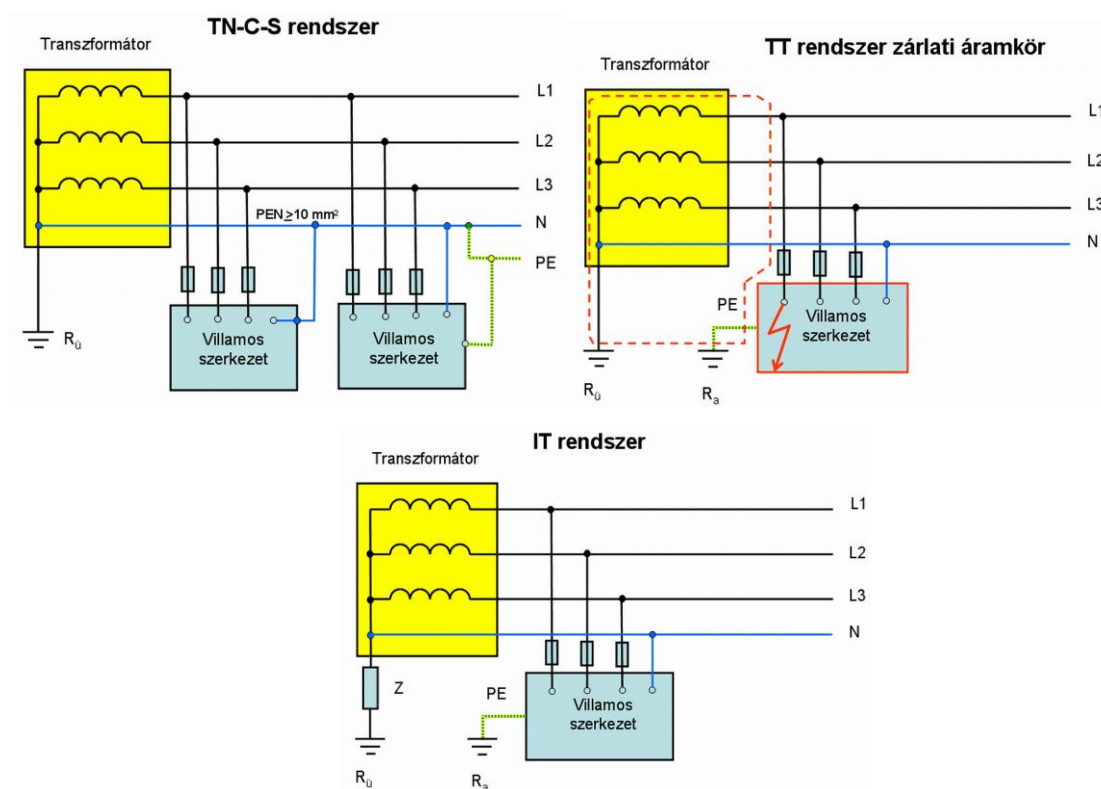 TN-C-S rendszer
Transzformátor
L1
L2
L3
PEN ≥10 mm²
N
PE
Rü
Villamos
szerkezet
Villamos
szerkezet
TT rendszer zárlati áramkör
Transzformátor
L1
L2
L3
N
PE
Villamos
szerkezet
Rü
Ra
IT rendszer
Transzformátor
L1
L2
L3
N
Z
PE
Villamos
szerkezet
Rü
Ra